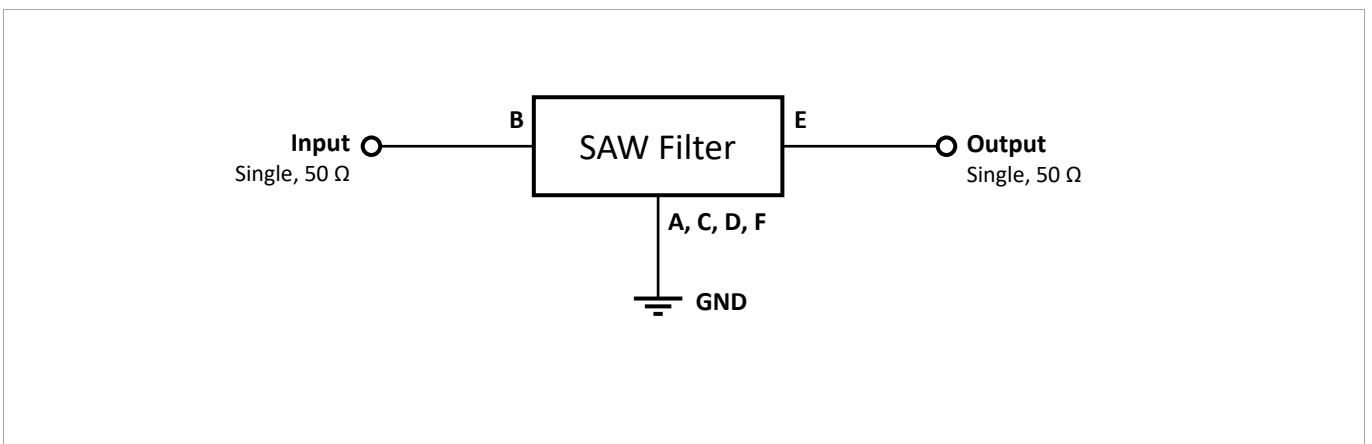 B
SAW Filter
E
Input
Single, 50 Ω
Output
Single, 50 Ω
A, C, D, F
GND